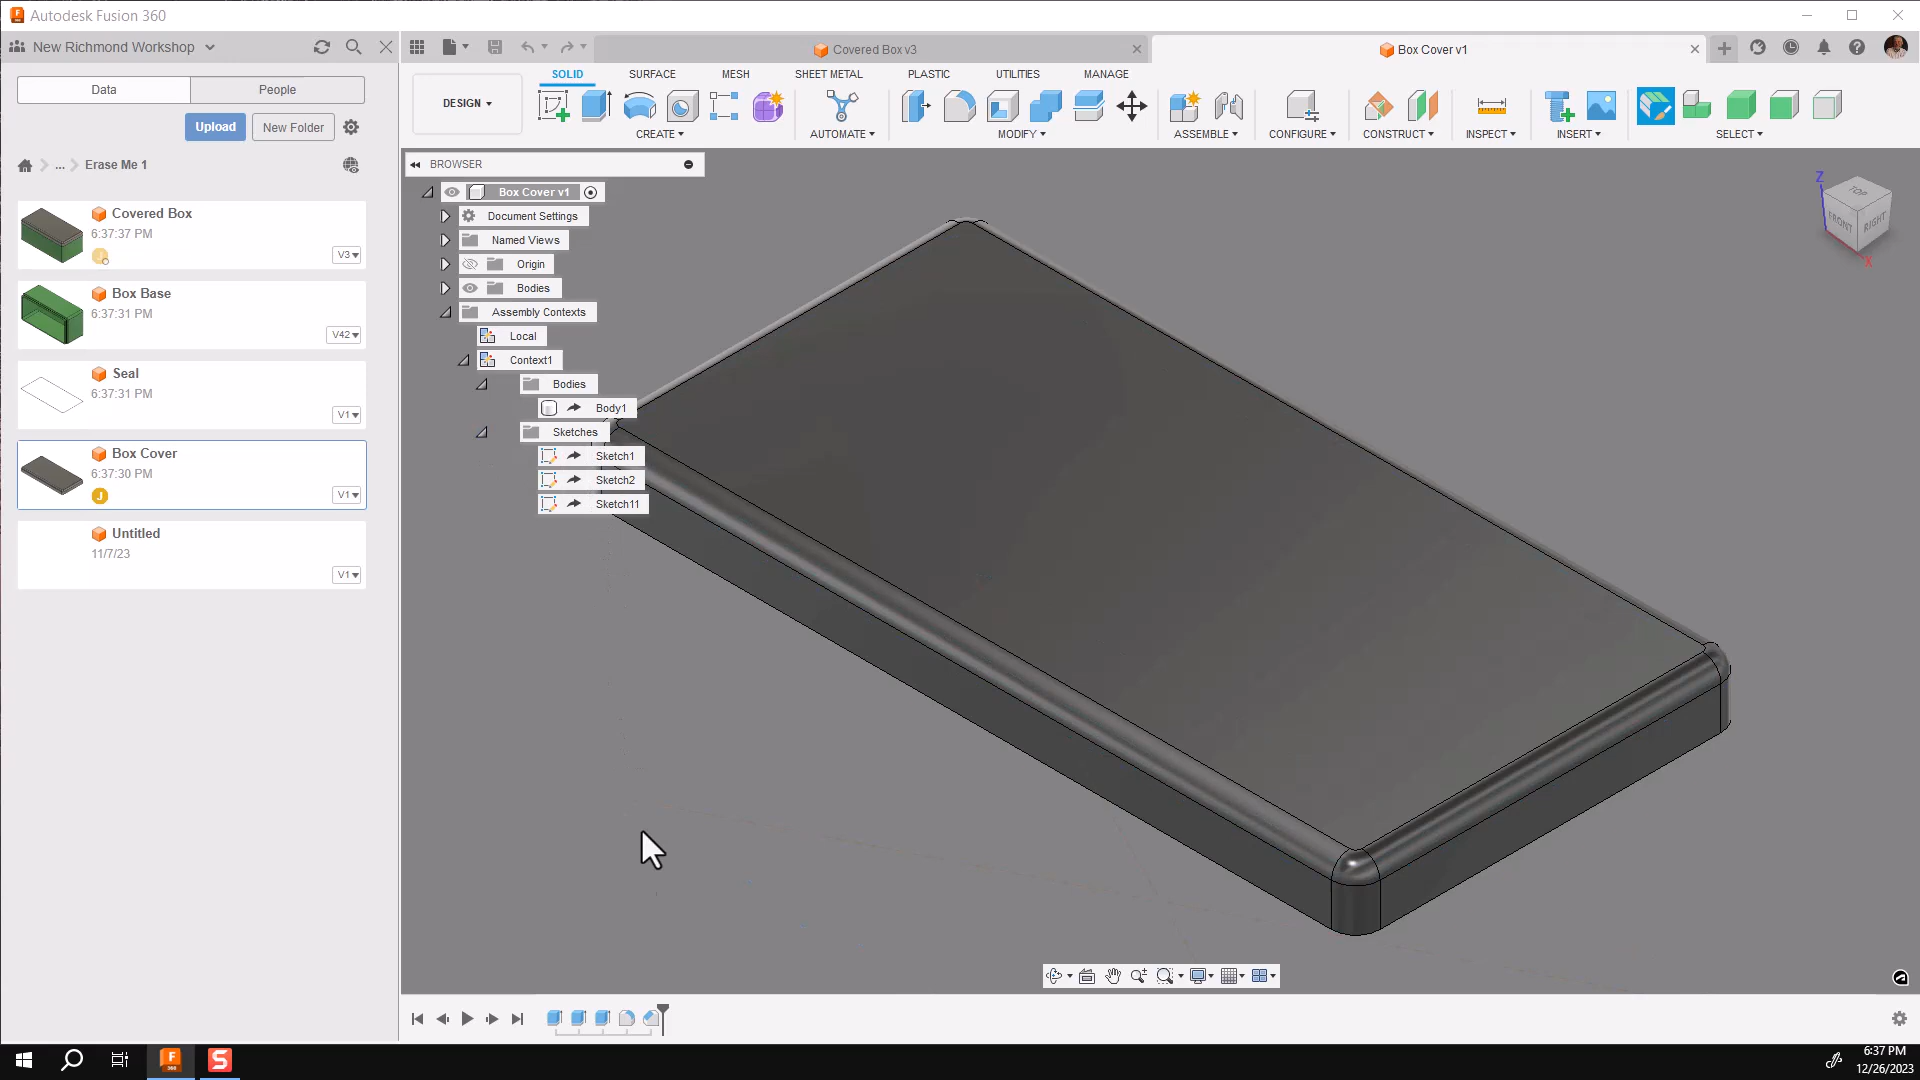 Autodesk Fusion 360
New Richmond Workshop
Covered Box v3
Box Cover v1
Data
People
Upload
New Folder
... Erase Me 1
Covered Box
6:37:37 PM
V3
Box Base
6:37:31 PM
V42
Seal
6:37:31 PM
V1
Box Cover
6:37:30 PM
J
V1
Untitled
11/7/23
V1
DESIGN
SOLID
SURFACE
MESH
SHEET METAL
PLASTIC
UTILITIES
MANAGE
CREATE
AUTOMATE
MODIFY
ASSEMBLE
CONFIGURE
CONSTRUCT
INSPECT
INSERT
SELECT
BROWSER
Box Cover v1
Document Settings
Named Views
Origin
Bodies
Assembly Contexts
Local
Context1
Bodies
Body1
Sketches
Sketch1
Sketch2
Sketch11
Z
TOP
FRONT
RIGHT
X
F
360
S
6:37 PM
12/26/2023